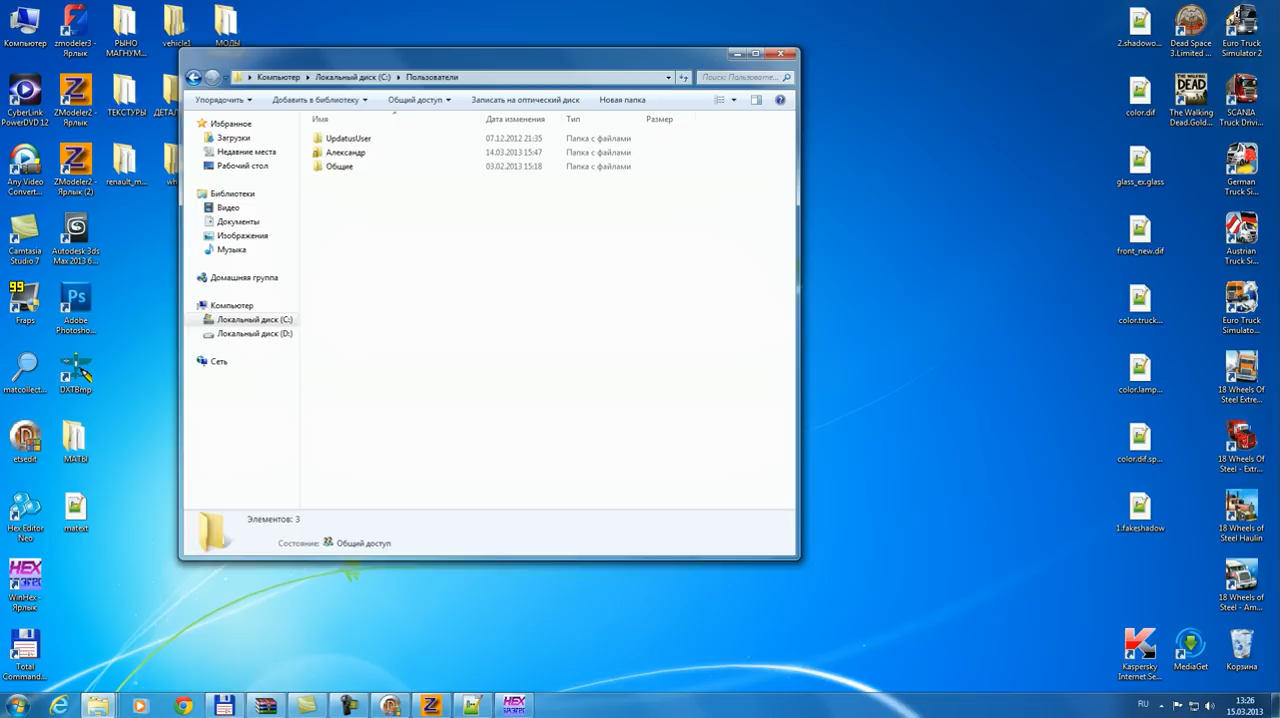 Компьютер
zmodeler3 - Ярлык
РЫНО МАГНУМ...
vehicle1
МОДЫ
CyberLink PowerDVD 12
ZModeler2 - Ярлык
ТЕКСТУРЫ
Any Video Convert...
ZModeler2 - Ярлык (2)
renault_m...
Camtasia Studio 7
Autodesk 3ds Max 2013 6...
Fraps
Adobe Photosho...
matcollect...
DXTBmp
etsedit
МАТЫ
Hex Editor Neo
matext
WinHex - Ярлык
Total Comman...
Компьютер
Локальный диск (C:)
Пользователи
Поиск: Пользовате...
Упорядочить
Добавить в библиотеку
Общий доступ
Записать на оптический диск
Новая папка
Имя
Дата изменения
Тип
Размер
UpdatusUser
07.12.2012 21:35
Папка с файлами
Александр
14.03.2013 15:47
Папка с файлами
Общие
03.02.2013 15:18
Папка с файлами
Избранное
Загрузки
Недавние места
Рабочий стол
Библиотеки
Видео
Документы
Изображения
Музыка
Домашняя группа
Компьютер
Локальный диск (C:)
Локальный диск (D:)
Сеть
Элементов: 3
Состояние:
Общий доступ
2.shadowo...
Dead Space 3.Limited ...
Euro Truck Simulator 2
color.dif
The Walking Dead.Gold...
SCANIA Truck.Drivi...
glass_ex.glass
German Truck Si...
front_new.dif
Austrian Truck Si...
color.truck...
Euro Truck Simulato...
color.lamp...
18 Wheels Of Steel Extre...
color.dif.sp...
18 Wheels Of Steel - Extr...
1.fakeshadow
18 Wheels of Steel Haulin
18 Wheels of Steel - Am...
Kaspersky Internet Se...
MediaGet
Корзина
RU
13:26
15.03.2013